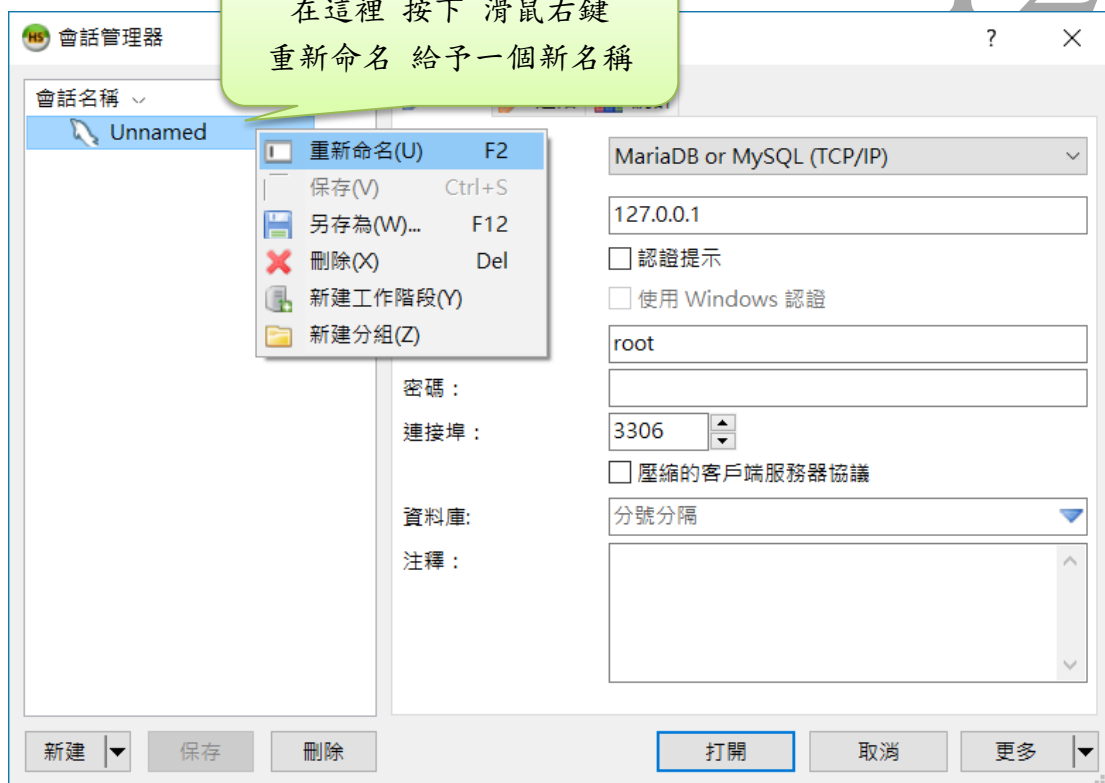 在這裡 按下 滑鼠右鍵
重新命名 給予一個新名稱
HS 會話管理器 ?
會話名稱
Unnamed
重新命名(U) F2
保存(V) Ctrl+S
另存為(W)... F12
刪除(X) Del
新建工作階段(Y)
新建分組(Z)
MariaDB or MySQL (TCP/IP)
127.0.0.1
認證提示
使用 Windows 認證
root
密碼：
連接埠： 3306
壓縮的客戶端服務器協議
資料庫: 分號分隔
注釋：
新建 保存 刪除 打開 取消 更多